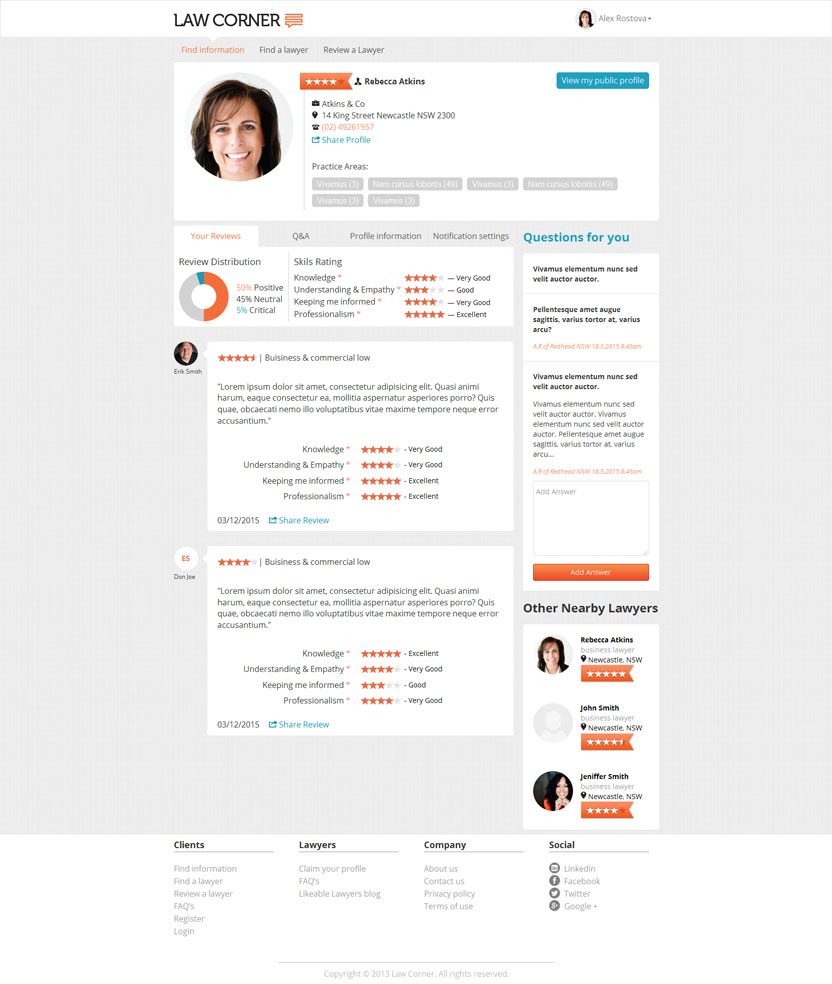 LAW CORNER
Alex Rostova
Find information Find a lawyer Review a Lawyer
Rebecca Atkins
View my public profile
Atkins & Co
14 King Street Newcastle NSW 2300
(02) 49261957
Share Profile
Practice Areas:
Vivamus (3) Nam cursus lobortis (49) Vivamus (3) Nam cursus lobortis (49)
Vivamus (3) Vivamus (3)
Your Reviews Q&A Profile information Notification settings
Review Distribution
50% Positive
45% Neutral
5% Critical
Skils Rating
Knowledge * — Very Good
Understanding & Empathy * — Good
Keeping me informed * — Very Good
Professionalism * — Excellent
Erik Smith
| Buisiness & commercial low
"Lorem ipsum dolor sit amet, consectetur adipisicing elit. Quasi animi
harum, eaque consectetur ea, mollitia aspernatur asperiores porro? Quis
quae, obcaecati nemo illo voluptatibus vitae maxime tempore neque error
accusantium."
Knowledge * - Very Good
Understanding & Empathy * - Very Good
Keeping me informed * - Excellent
Professionalism * - Excellent
03/12/2015 Share Review
ES
Don Joe
| Buisiness & commercial low
"Lorem ipsum dolor sit amet, consectetur adipisicing elit. Quasi animi
harum, eaque consectetur ea, mollitia aspernatur asperiores porro? Quis
quae, obcaecati nemo illo voluptatibus vitae maxime tempore neque error
accusantium."
Knowledge * - Excellent
Understanding & Empathy * - Very Good
Keeping me informed * - Good
Professionalism * - Very Good
03/12/2015 Share Review
Questions for you
Vivamus elementum nunc sed
velit auctor auctor.
Pellentesque amet augue
sagittis, varius tortor at, varius
arcu?
A.R of Redhead NSW 18.5.2015 8.45am
Vivamus elementum nunc sed
velit auctor auctor.
Vivamus elementum nunc sed
velit auctor auctor. Vivamus
elementum nunc sed velit auctor
auctor. Pellentesque amet augue
sagittis, varius tortor at, varius
arcu...
A.R of Redhead NSW 18.5.2015 8.45am
Add Answer
Add Answer
Other Nearby Lawyers
Rebecca Atkins
business lawyer
Newcastle, NSW
John Smith
business lawyer
Newcastle, NSW
Jeniffer Smith
business lawyer
Newcastle, NSW
Clients
Find information
Find a lawyer
Review a lawyer
FAQ's
Register
Login
Lawyers
Claim your profile
FAQ's
Likeable Lawyers blog
Company
About us
Contact us
Privacy policy
Terms of use
Social
Linkedin
Facebook
Twitter
Google +
Copyright © 2013 Law Corner. All rights reserved.